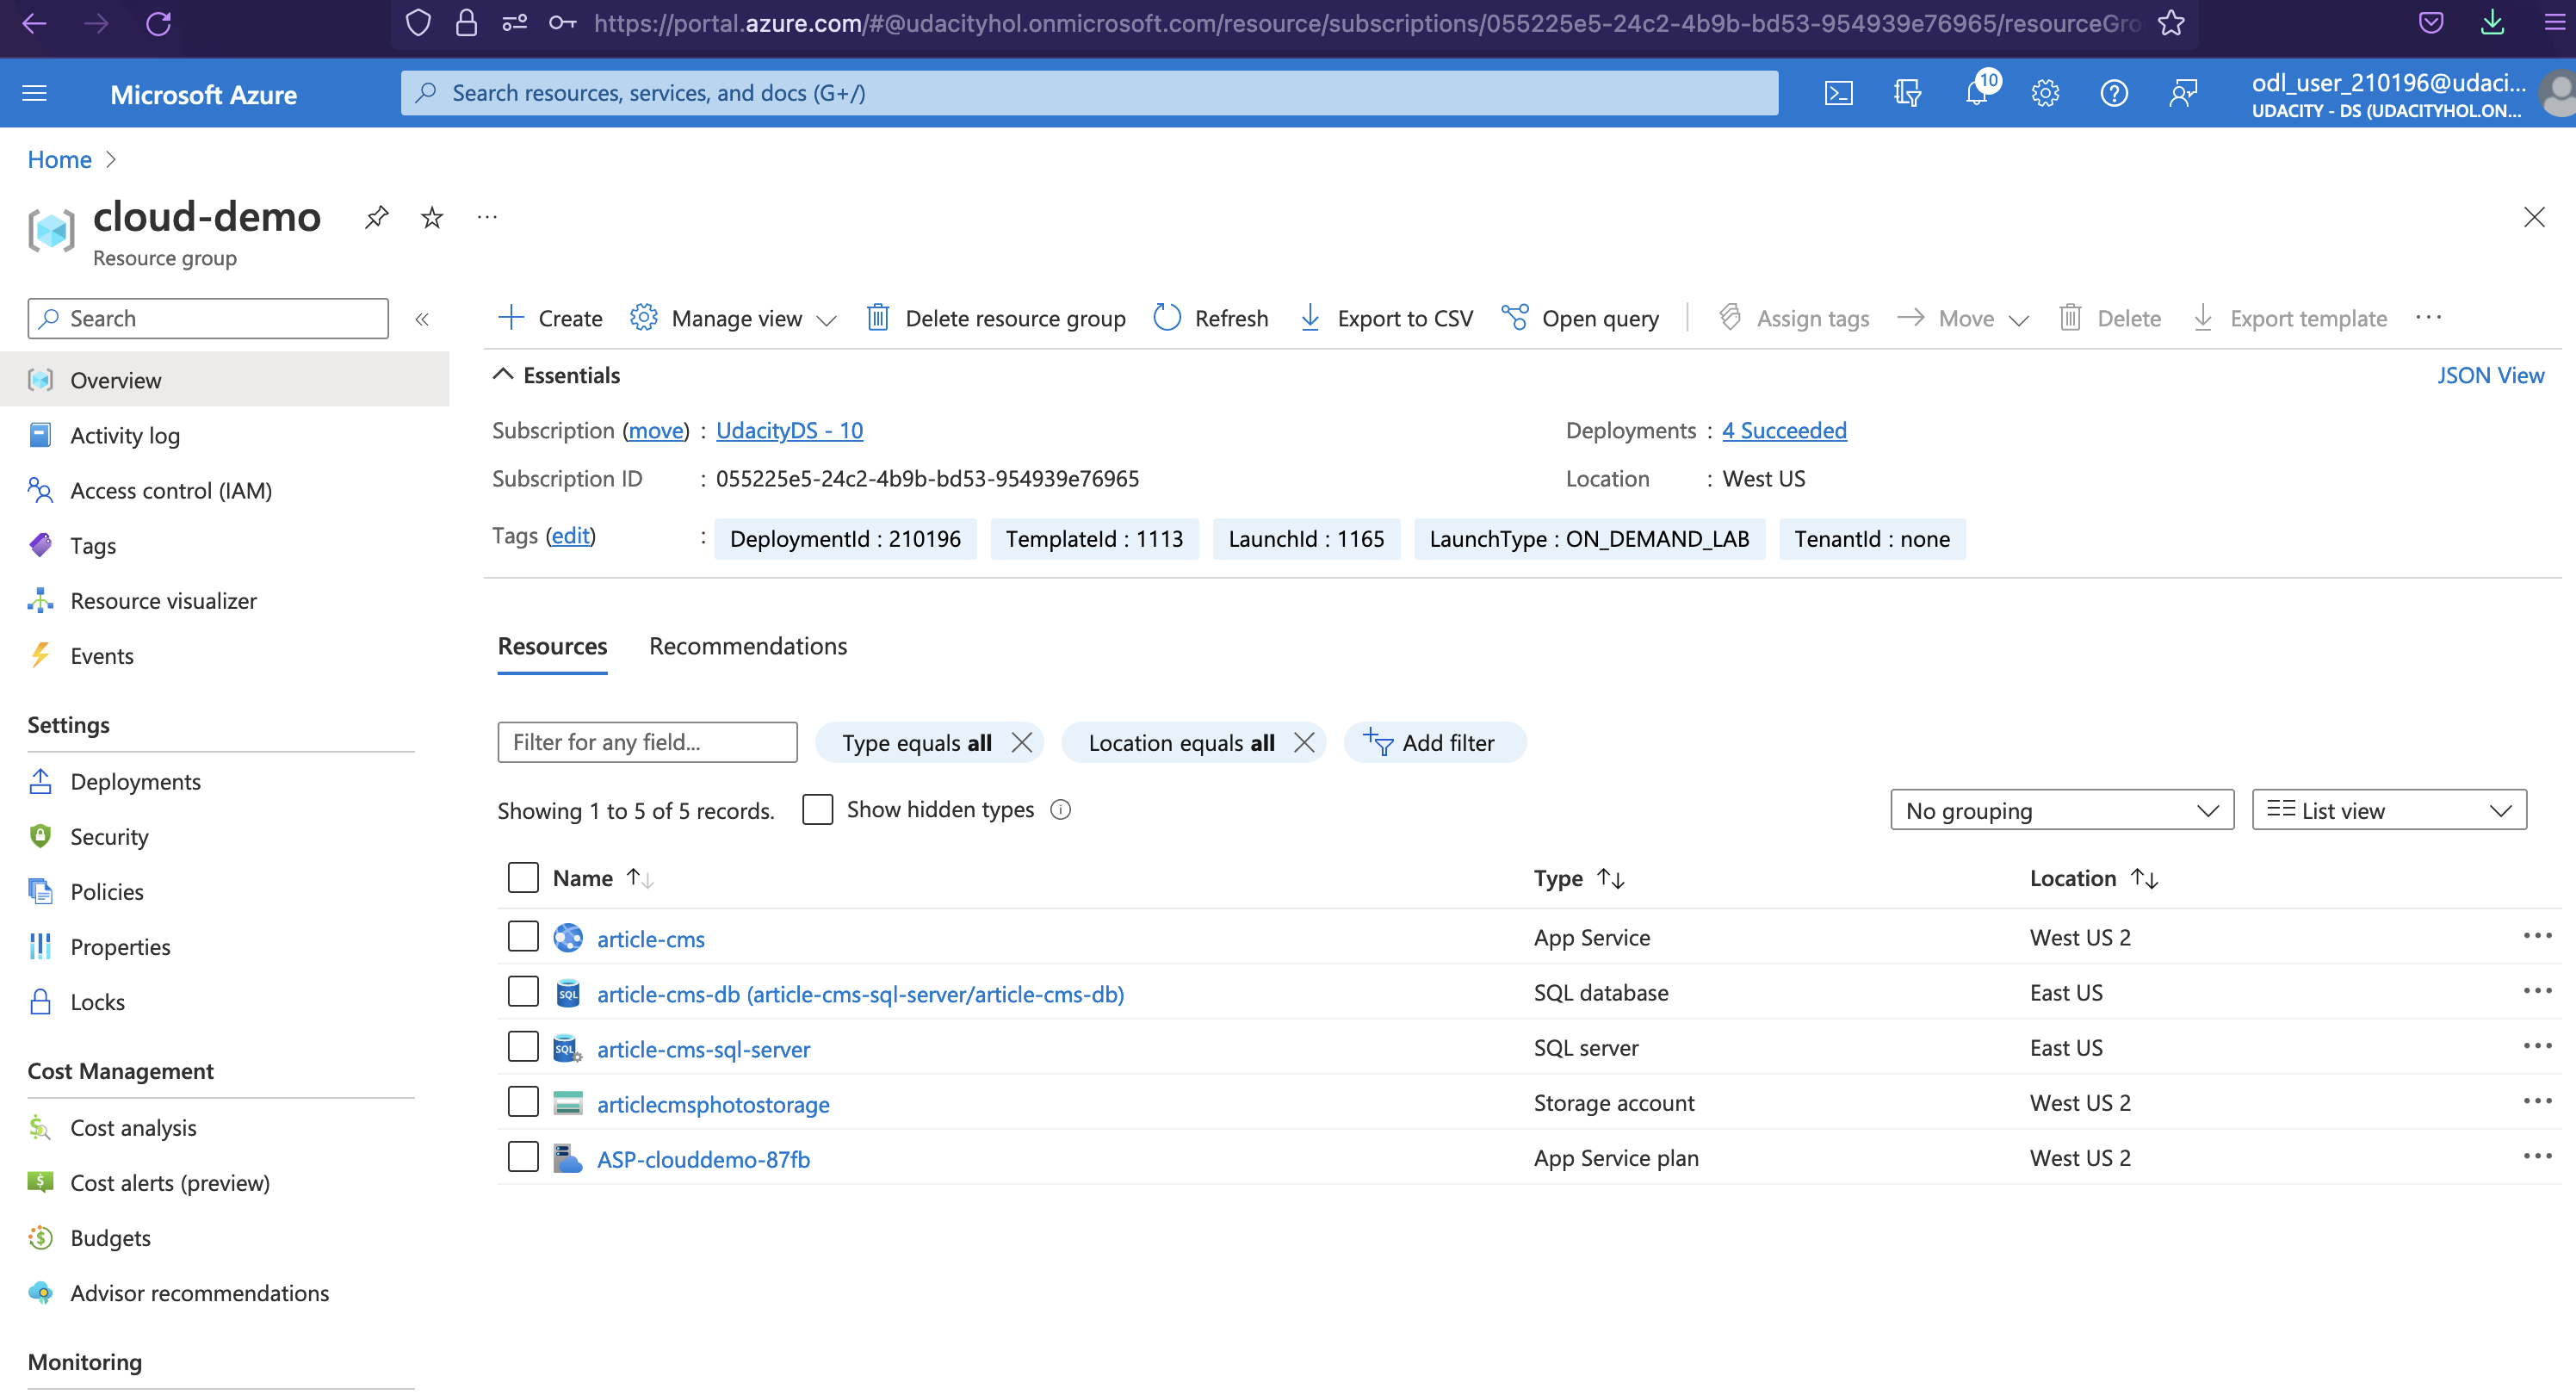 https://portal.azure.com/#@udacityhol.onmicrosoft.com/resource/subscriptions/055225e5-24c2-4b9b-bd53-954939e76965/resourceGro
Microsoft Azure
Search resources, services, and docs (G+/)
10
odl_user_210196@udaci...
UDACITY - DS (UDACITYHOL.ON...
Home
cloud-demo
Resource group
Search
Create
Manage view
Delete resource group
Refresh
Export to CSV
Open query
Assign tags
Move
Delete
Export template
Overview
Activity log
Access control (IAM)
Tags
Resource visualizer
Events
Settings
Deployments
Security
Policies
Properties
Locks
Cost Management
Cost analysis
Cost alerts (preview)
Budgets
Advisor recommendations
Monitoring
Essentials
JSON View
Subscription (move) : UdacityDS - 10
Deployments : 4 Succeeded
Subscription ID : 055225e5-24c2-4b9b-bd53-954939e76965
Location : West US
Tags (edit) : DeploymentId : 210196 TemplateId : 1113 LaunchId : 1165 LaunchType : ON_DEMAND_LAB TenantId : none
Resources Recommendations
Filter for any field... Type equals all Location equals all Add filter
Showing 1 to 5 of 5 records. Show hidden types
No grouping
List view
Name Type Location
article-cms App Service West US 2
SQL article-cms-db (article-cms-sql-server/article-cms-db) SQL database East US
SQL article-cms-sql-server SQL server East US
articlecmsphotostorage Storage account West US 2
ASP-clouddemo-87fb App Service plan West US 2